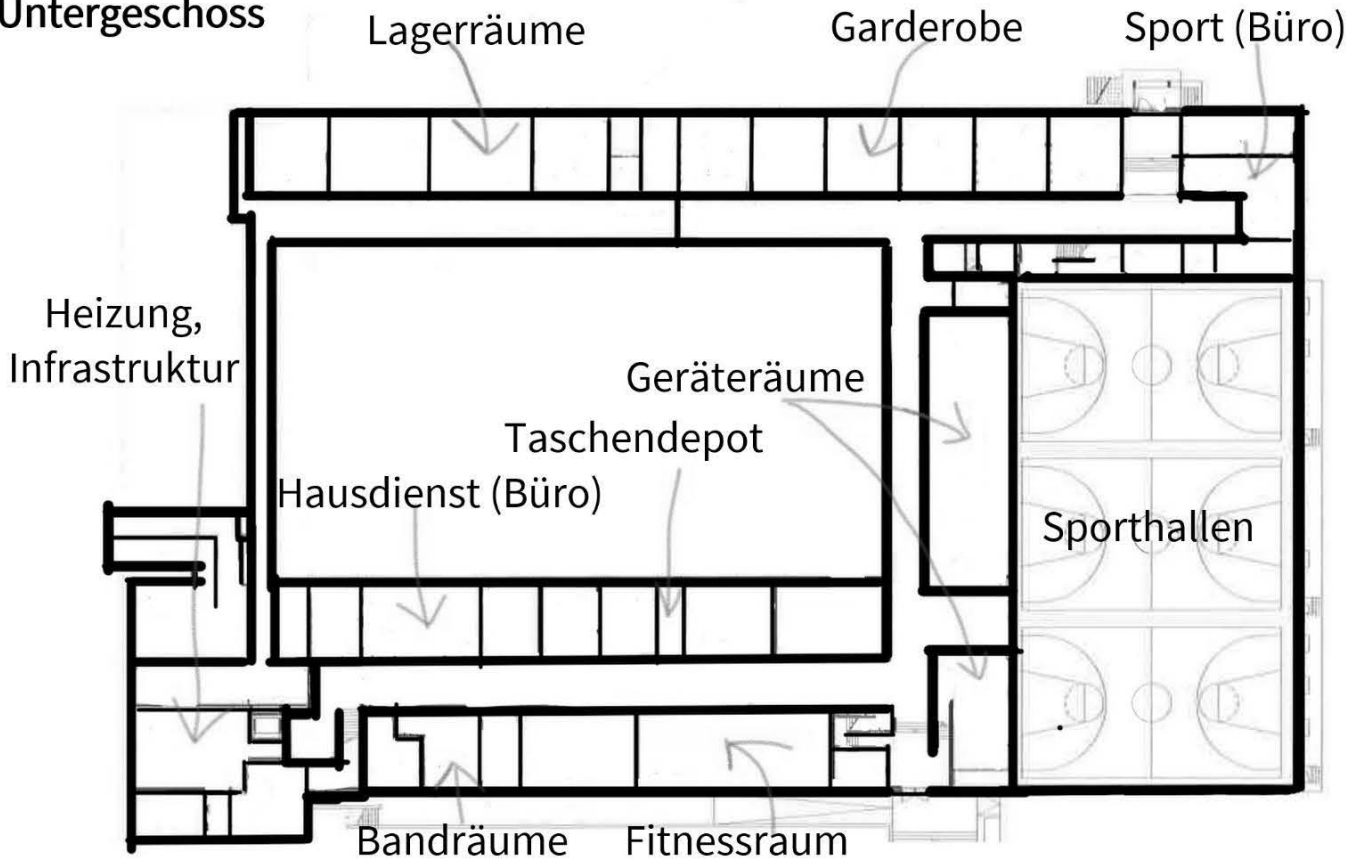 Untergeschoss
Lagerräume
Garderobe
Sport (Büro)
Heizung,
Infrastruktur
Geräteräume
Taschendepot
Hausdienst (Büro)
Sporthallen
Bandräume
Fitnessraum